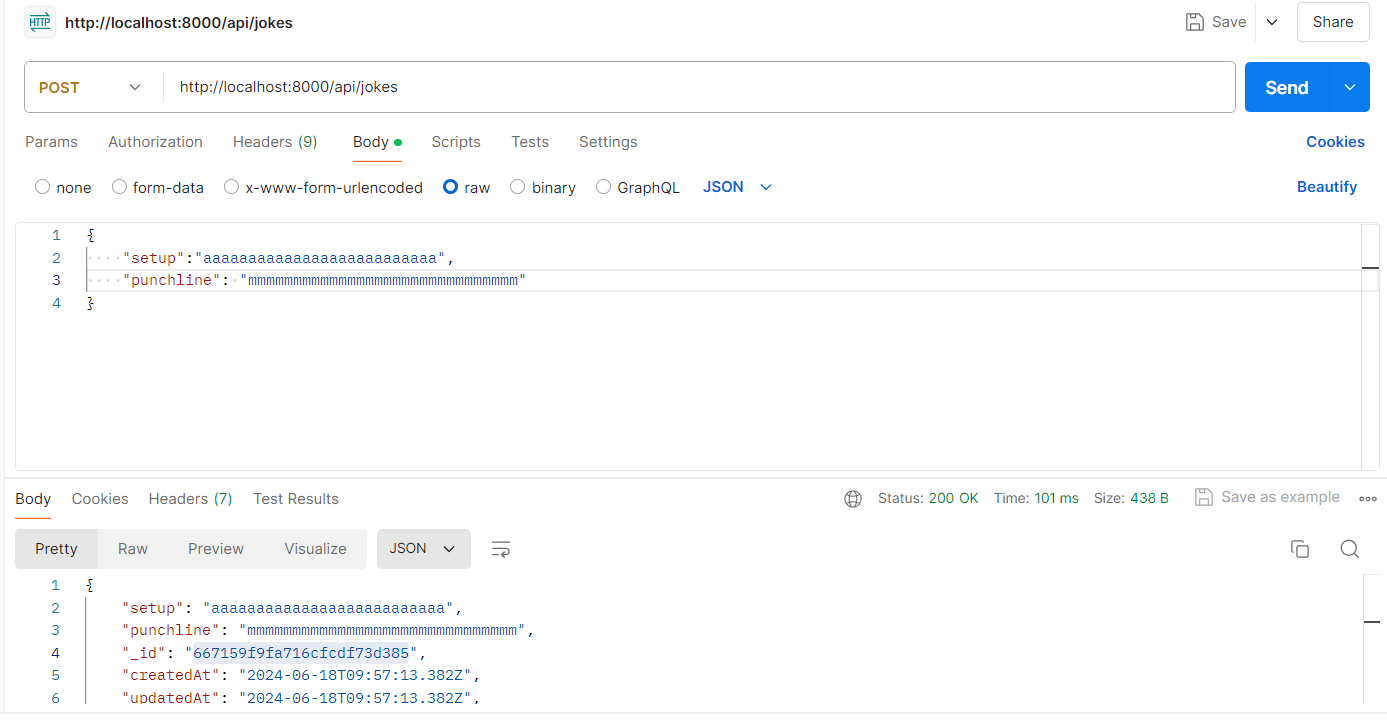 HTTP http://localhost:8000/api/jokes Save Share
POST http://localhost:8000/api/jokes Send
Params Authorization Headers (9) Body Scripts Tests Settings Cookies
none form-data x-www-form-urlencoded raw binary GraphQL JSON Beautify
1 {
2 "setup":"aaaaaaaaaaaaaaaaaaaaaaaaaa",
3 "punchline": "mmmmmmmmmmmmmmmmmmmmmmmmmmmmmm"
4 }
Body Cookies Headers (7) Test Results Status: 200 OK Time: 101 ms Size: 438 B Save as example
Pretty Raw Preview Visualize JSON
1 {
2 "setup": "aaaaaaaaaaaaaaaaaaaaaaaaaa",
3 "punchline": "mmmmmmmmmmmmmmmmmmmmmmmmmmmmmm",
4 "_id": "667159f9fa716cfcdf73d385",
5 "createdAt": "2024-06-18T09:57:13.382Z",
6 "updatedAt": "2024-06-18T09:57:13.382Z",